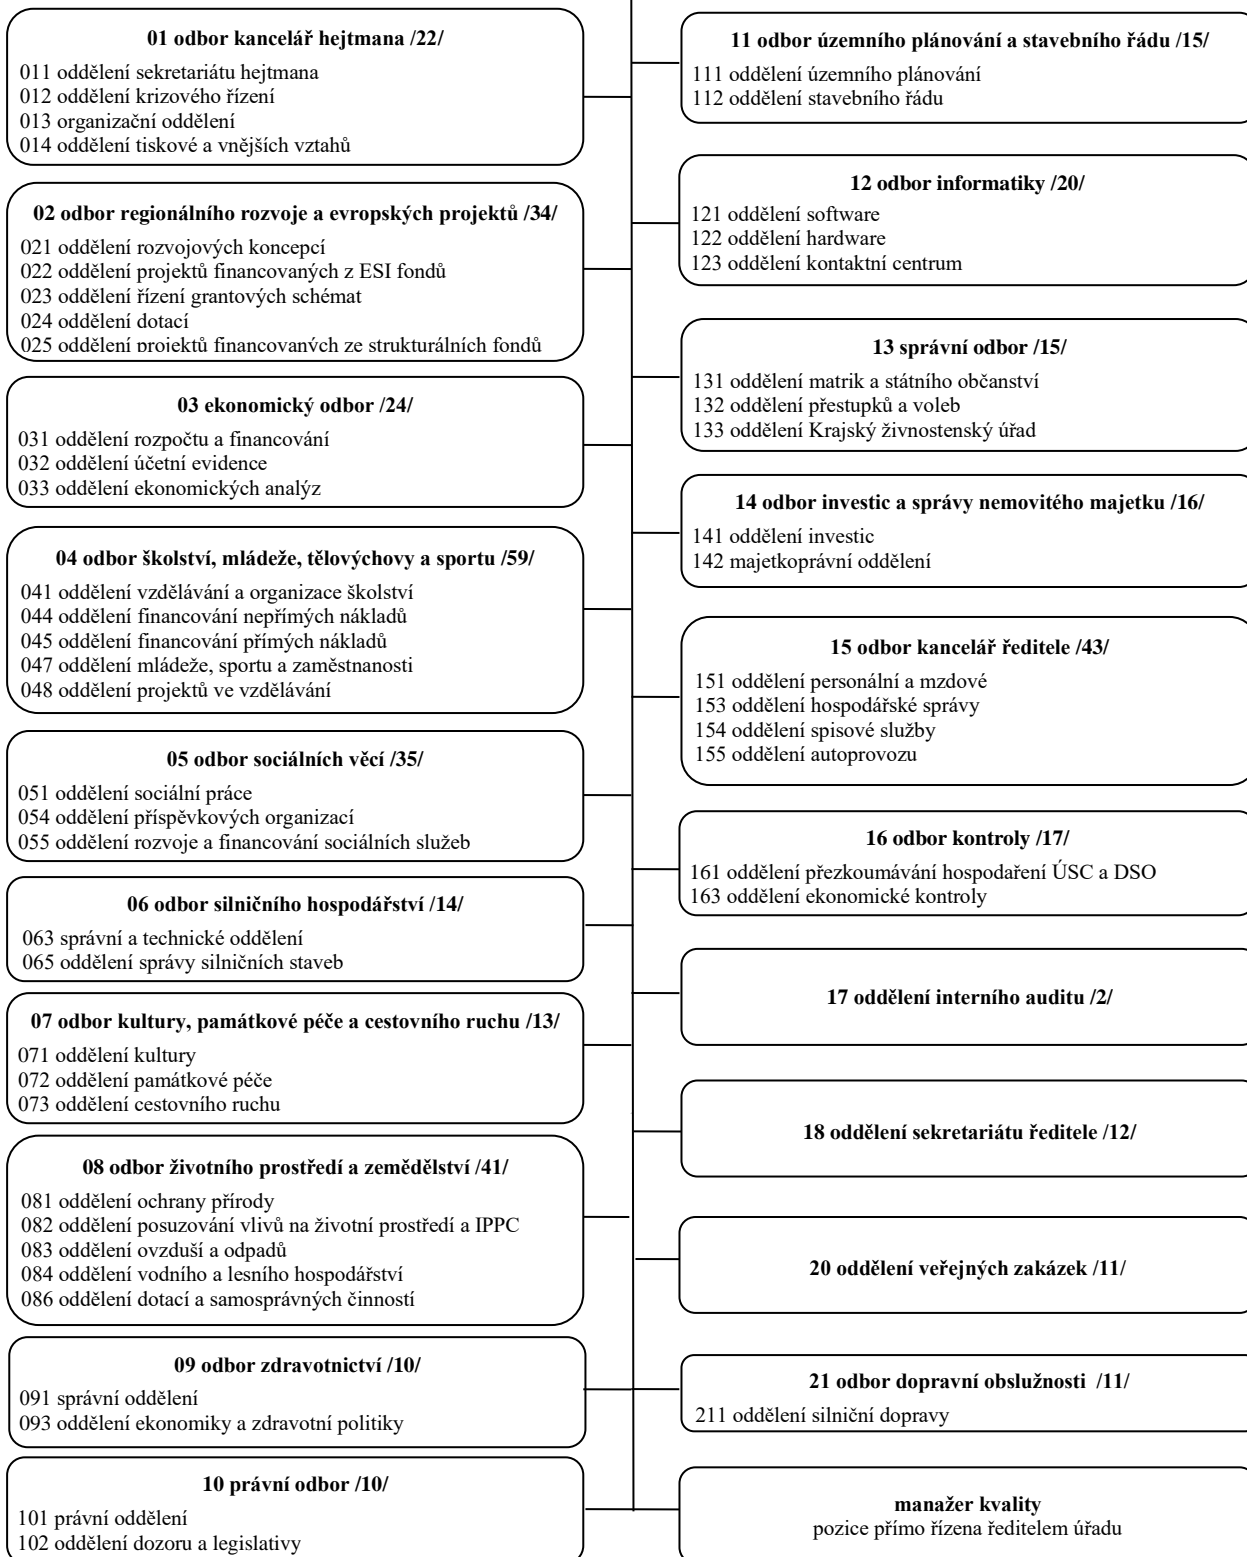 01 odbor kancelář hejtmana /22/
011 oddělení sekretariátu hejtmana
012 oddělení krizového řízení
013 organizační oddělení
014 oddělení tiskové a vnějších vztahů
02 odbor regionálního rozvoje a evropských projektů /34/
021 oddělení rozvojových koncepcí
022 oddělení projektů financovaných z ESI fondů
023 oddělení řízení grantových schémat
024 oddělení dotací
025 oddělení projektů financovaných ze strukturálních fondů
03 ekonomický odbor /24/
031 oddělení rozpočtu a financování
032 oddělení účetní evidence
033 oddělení ekonomických analýz
04 odbor školství, mládeže, tělovýchovy a sportu /59/
041 oddělení vzdělávání a organizace školství
044 oddělení financování nepřímých nákladů
045 oddělení financování přímých nákladů
047 oddělení mládeže, sportu a zaměstnanosti
048 oddělení projektů ve vzdělávání
05 odbor sociálních věcí /35/
051 oddělení sociální práce
054 oddělení příspěvkových organizací
055 oddělení rozvoje a financování sociálních služeb
06 odbor silničního hospodářství /14/
063 správní a technické oddělení
065 oddělení správy silničních staveb
07 odbor kultury, památkové péče a cestovního ruchu /13/
071 oddělení kultury
072 oddělení památkové péče
073 oddělení cestovního ruchu
08 odbor životního prostředí a zemědělství /41/
081 oddělení ochrany přírody
082 oddělení posuzování vlivů na životní prostředí a IPPC
083 oddělení ovzduší a odpadů
084 oddělení vodního a lesního hospodářství
086 oddělení dotací a samosprávných činností
09 odbor zdravotnictví /10/
091 správní oddělení
093 oddělení ekonomiky a zdravotní politiky
10 právní odbor /10/
101 právní oddělení
102 oddělení dozoru a legislativy
11 odbor územního plánování a stavebního řádu /15/
111 oddělení územního plánování
112 oddělení stavebního řádu
12 odbor informatiky /20/
121 oddělení software
122 oddělení hardware
123 oddělení kontaktní centrum
13 správní odbor /15/
131 oddělení matrik a státního občanství
132 oddělení přestupků a voleb
133 oddělení Krajský živnostenský úřad
14 odbor investic a správy nemovitého majetku /16/
141 oddělení investic
142 majetkoprávní oddělení
15 odbor kancelář ředitele /43/
151 oddělení personální a mzdové
153 oddělení hospodářské správy
154 oddělení spisové služby
155 oddělení autoprovozu
16 odbor kontroly /17/
161 oddělení přezkoumávání hospodaření ÚSC a DSO
163 oddělení ekonomické kontroly
17 oddělení interního auditu /2/
18 oddělení sekretariátu ředitele /12/
20 oddělení veřejných zakázek /11/
21 odbor dopravní obslužnosti /11/
211 oddělení silniční dopravy
manažer kvality
pozice přímo řízena ředitelem úřadu